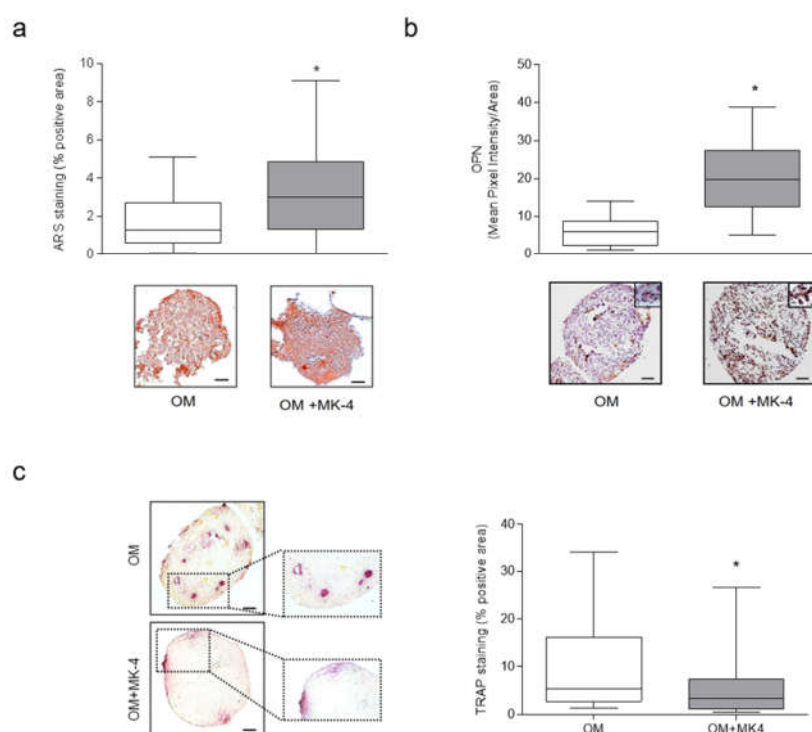 a
ARS staining (% positive area)
10
8
6
4
2
0
*
OM
OM +MK-4
b
OPN
(Mean Pixel Intensity/Area)
50
40
30
20
10
0
*
OM
OM +MK-4
c
OM
OM+MK-4
TRAP staining (% positive area)
40
30
20
10
0
*
OM
OM+MK4